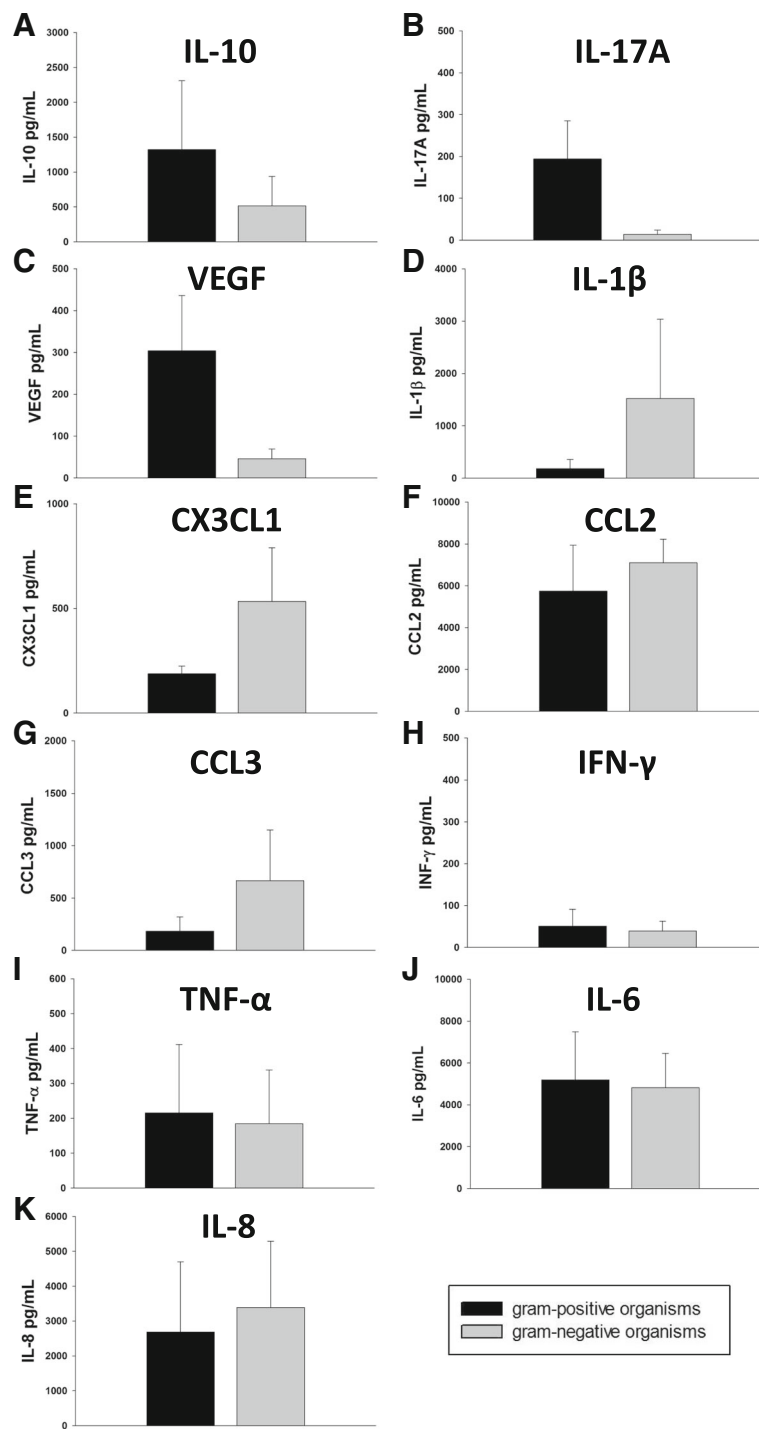 A
IL-10
IL-10 pg/mL
3000
2500
2000
1500
1000
500
0
B
IL-17A
IL-17A pg/mL
500
400
300
200
100
0
C
VEGF
VEGF pg/mL
500
400
300
200
100
0
D
IL-1β
IL-1β pg/mL
4000
3000
2000
1000
0
E
CX3CL1
CX3CL1 pg/mL
1000
500
0
F
CCL2
CCL2 pg/mL
10000
8000
6000
4000
2000
0
G
CCL3
CCL3 pg/mL
2000
1500
1000
500
0
H
IFN-γ
INF-γ pg/mL
500
400
300
200
100
0
I
TNF-α
TNF-α pg/mL
600
500
400
300
200
100
0
J
IL-6
IL-6 pg/mL
10000
8000
6000
4000
2000
0
K
IL-8
IL-8 pg/mL
6000
5000
4000
3000
2000
1000
0
gram-positive organisms
gram-negative organisms